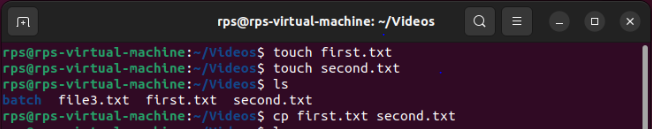 rps@rps-virtual-machine: ~/Videos
rps@rps-virtual-machine:~/Videos$ touch first.txt
rps@rps-virtual-machine:~/Videos$ touch second.txt
rps@rps-virtual-machine:~/Videos$ ls
batch file3.txt first.txt second.txt
rps@rps-virtual-machine:~/Videos$ cp first.txt second.txt